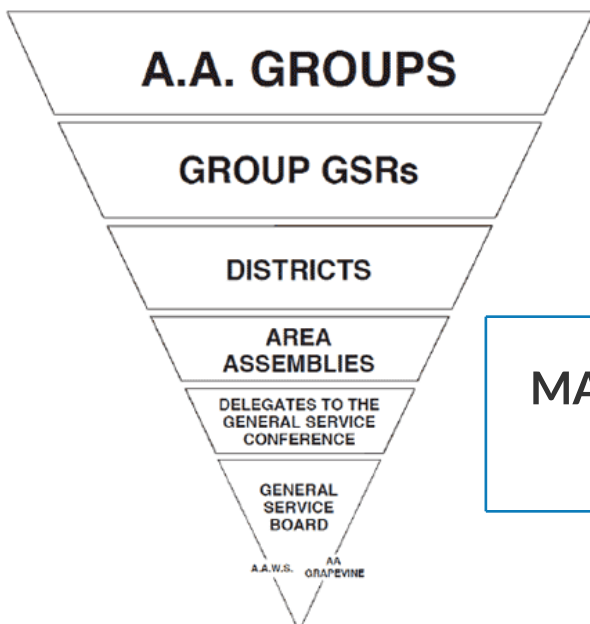 A.A. GROUPS
GROUP GSRs
DISTRICTS
AREA
ASSEMBLIES
MA
DELEGATES TO THE
GENERAL SERVICE
CONFERENCE
GENERAL
SERVICE
BOARD
A.A.W.S.
AA
GRAPEVINE